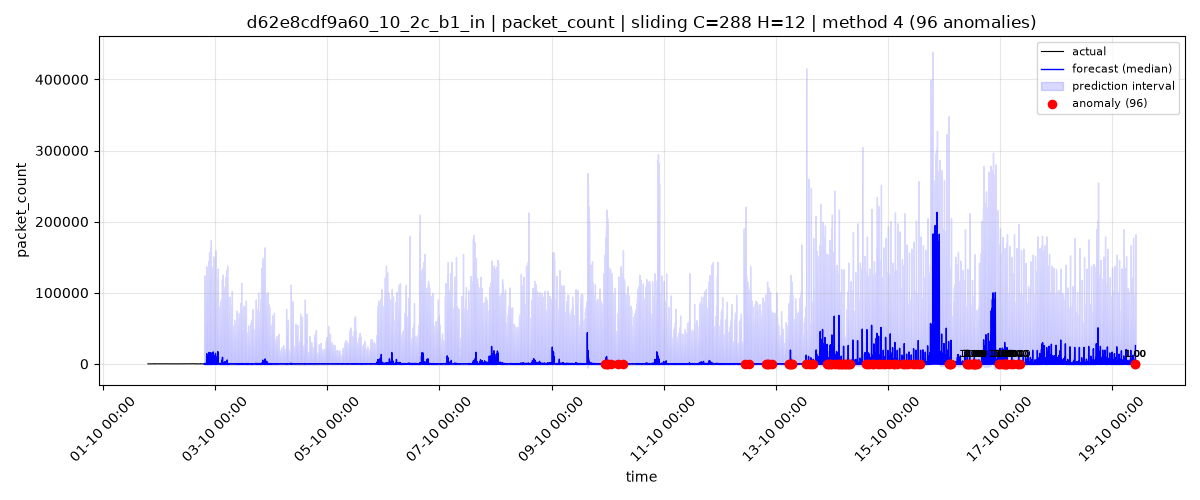 d62e8cdf9a60_10_2c_b1_in | packet_count | sliding C=288 H=12 | method 4 (96 anomalies)
actual
forecast (median)
prediction interval
anomaly (96)
packet_count
400000
300000
200000
100000
0
1.00
01-10 00:00
03-10 00:00
05-10 00:00
07-10 00:00
09-10 00:00
11-10 00:00
13-10 00:00
15-10 00:00
17-10 00:00
19-10 00:00
time